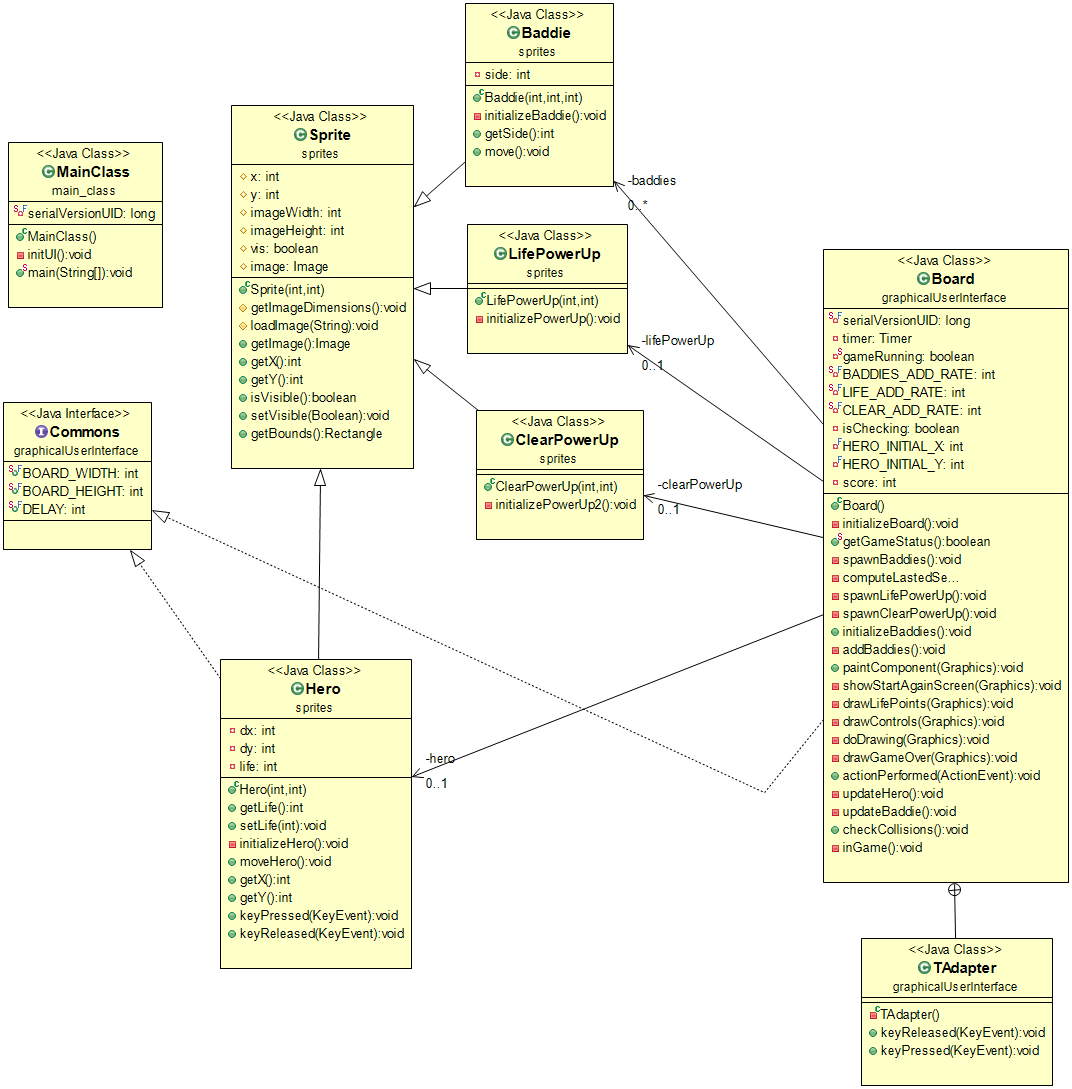 <<Java Class>>
Baddie
sprites
side: int
Baddie(int,int,int)
initializeBaddie():void
getSide():int
move():void
<<Java Class>>
Sprite
sprites
x: int
y: int
imageWidth: int
imageHeight: int
vis: boolean
image: Image
Sprite(int,int)
getImageDimensions():void
loadImage(String):void
getImage():Image
getX():int
getY():int
isVisible():boolean
setVisible(Boolean):void
getBounds():Rectangle
<<Java Class>>
MainClass
main_class
serialVersionUID: long
MainClass()
initUI():void
main(String[]):void
-baddies
0..*
<<Java Class>>
LifePowerUp
sprites
LifePowerUp(int,int)
initializePowerUp():void
-lifePowerUp
0..1
<<Java Class>>
Board
graphicalUserInterface
serialVersionUID: long
timer: Timer
gameRunning: boolean
BADDIES_ADD_RATE: int
LIFE_ADD_RATE: int
CLEAR_ADD_RATE: int
isChecking: boolean
HERO_INITIAL_X: int
HERO_INITIAL_Y: int
score: int
Board()
initializeBoard():void
getGameStatus():boolean
spawnBaddies():void
computeLastedSe...
spawnLifePowerUp():void
spawnClearPowerUp():void
initializeBaddies():void
addBaddies():void
paintComponent(Graphics):void
showStartAgainScreen(Graphics):void
drawLifePoints(Graphics):void
drawControls(Graphics):void
doDrawing(Graphics):void
drawGameOver(Graphics):void
actionPerformed(ActionEvent):void
updateHero():void
updateBaddie():void
checkCollisions():void
inGame():void
<<Java Interface>>
Commons
graphicalUserInterface
BOARD_WIDTH: int
BOARD_HEIGHT: int
DELAY: int
<<Java Class>>
ClearPowerUp
sprites
ClearPowerUp(int,int)
initializePowerUp2():void
-clearPowerUp
0..1
<<Java Class>>
Hero
sprites
dx: int
dy: int
life: int
Hero(int,int)
getLife():int
setLife(int):void
initializeHero():void
moveHero():void
getX():int
getY():int
keyPressed(KeyEvent):void
keyReleased(KeyEvent):void
-hero
0..1
<<Java Class>>
TAdapter
graphicalUserInterface
TAdapter()
keyReleased(KeyEvent):void
keyPressed(KeyEvent):void